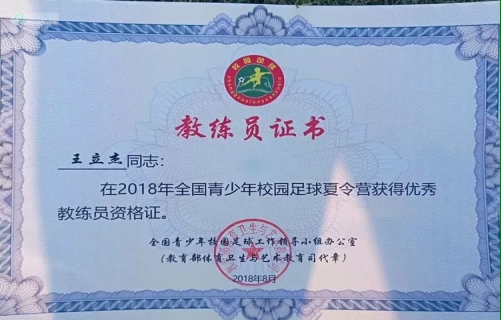 校园足球
教练员证书
王立杰同志：
在2018年全国青少年校园足球夏令营获得优秀
教练员资格证。
全国青少年校园足球工作领导小组办公室
(教育部体育卫生与艺术教育司代章)
2018年8月